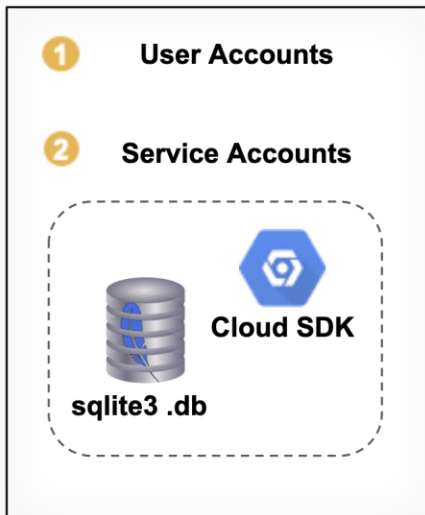 1 User Accounts
2 Service Accounts
Cloud SDK
sqlite3 .db